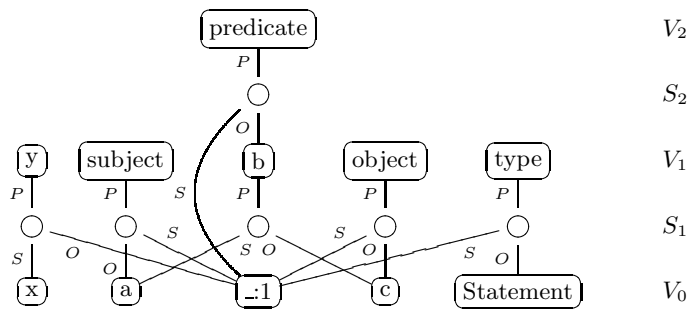 predicate V₂
P
S₂
O
y subject b object type V₁
P P S P P P
S₁
S O S O S O S O S O
x a _:1 c Statement V₀